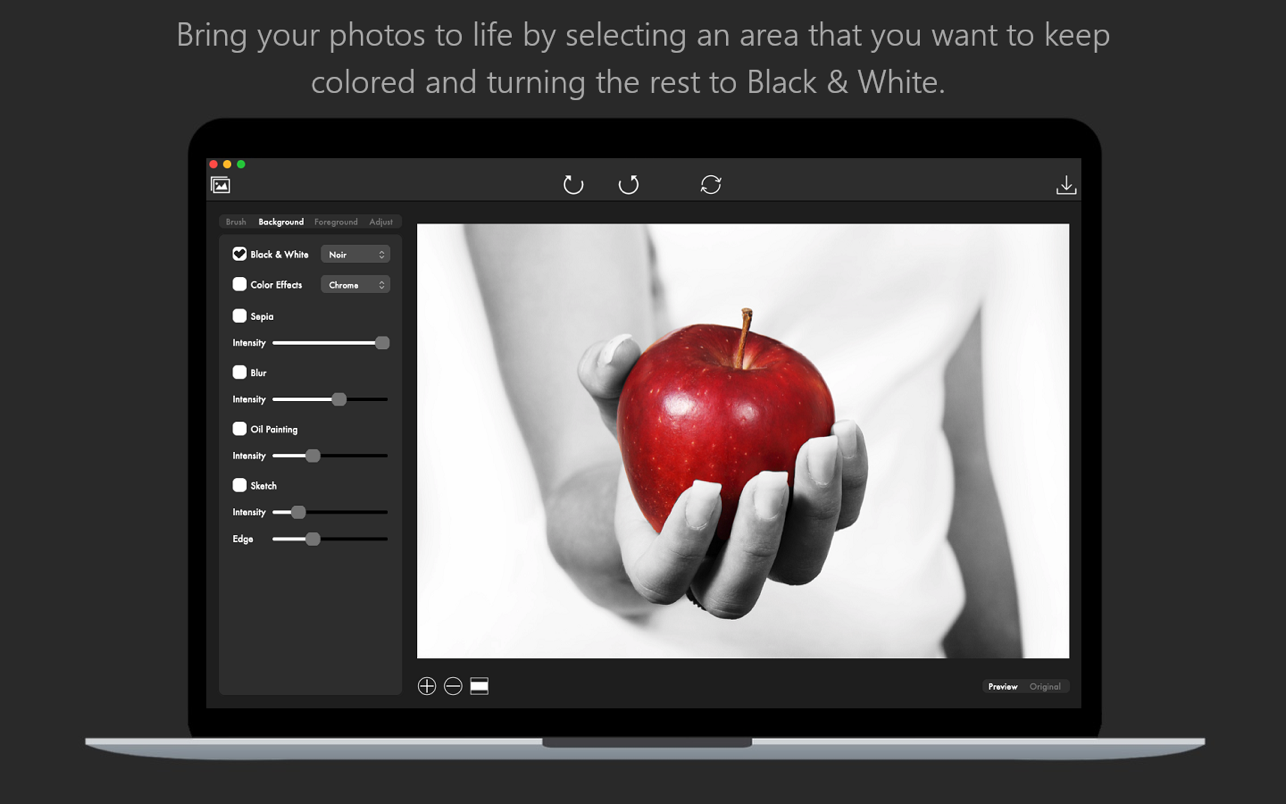 Bring your photos to life by selecting an area that you want to keep
colored and turning the rest to Black & White.
Brush Background Foreground Adjust
Black & White Noir
Color Effects Chrome
Sepia
Intensity
Blur
Intensity
Oil Painting
Intensity
Sketch
Intensity
Edge
Preview Original